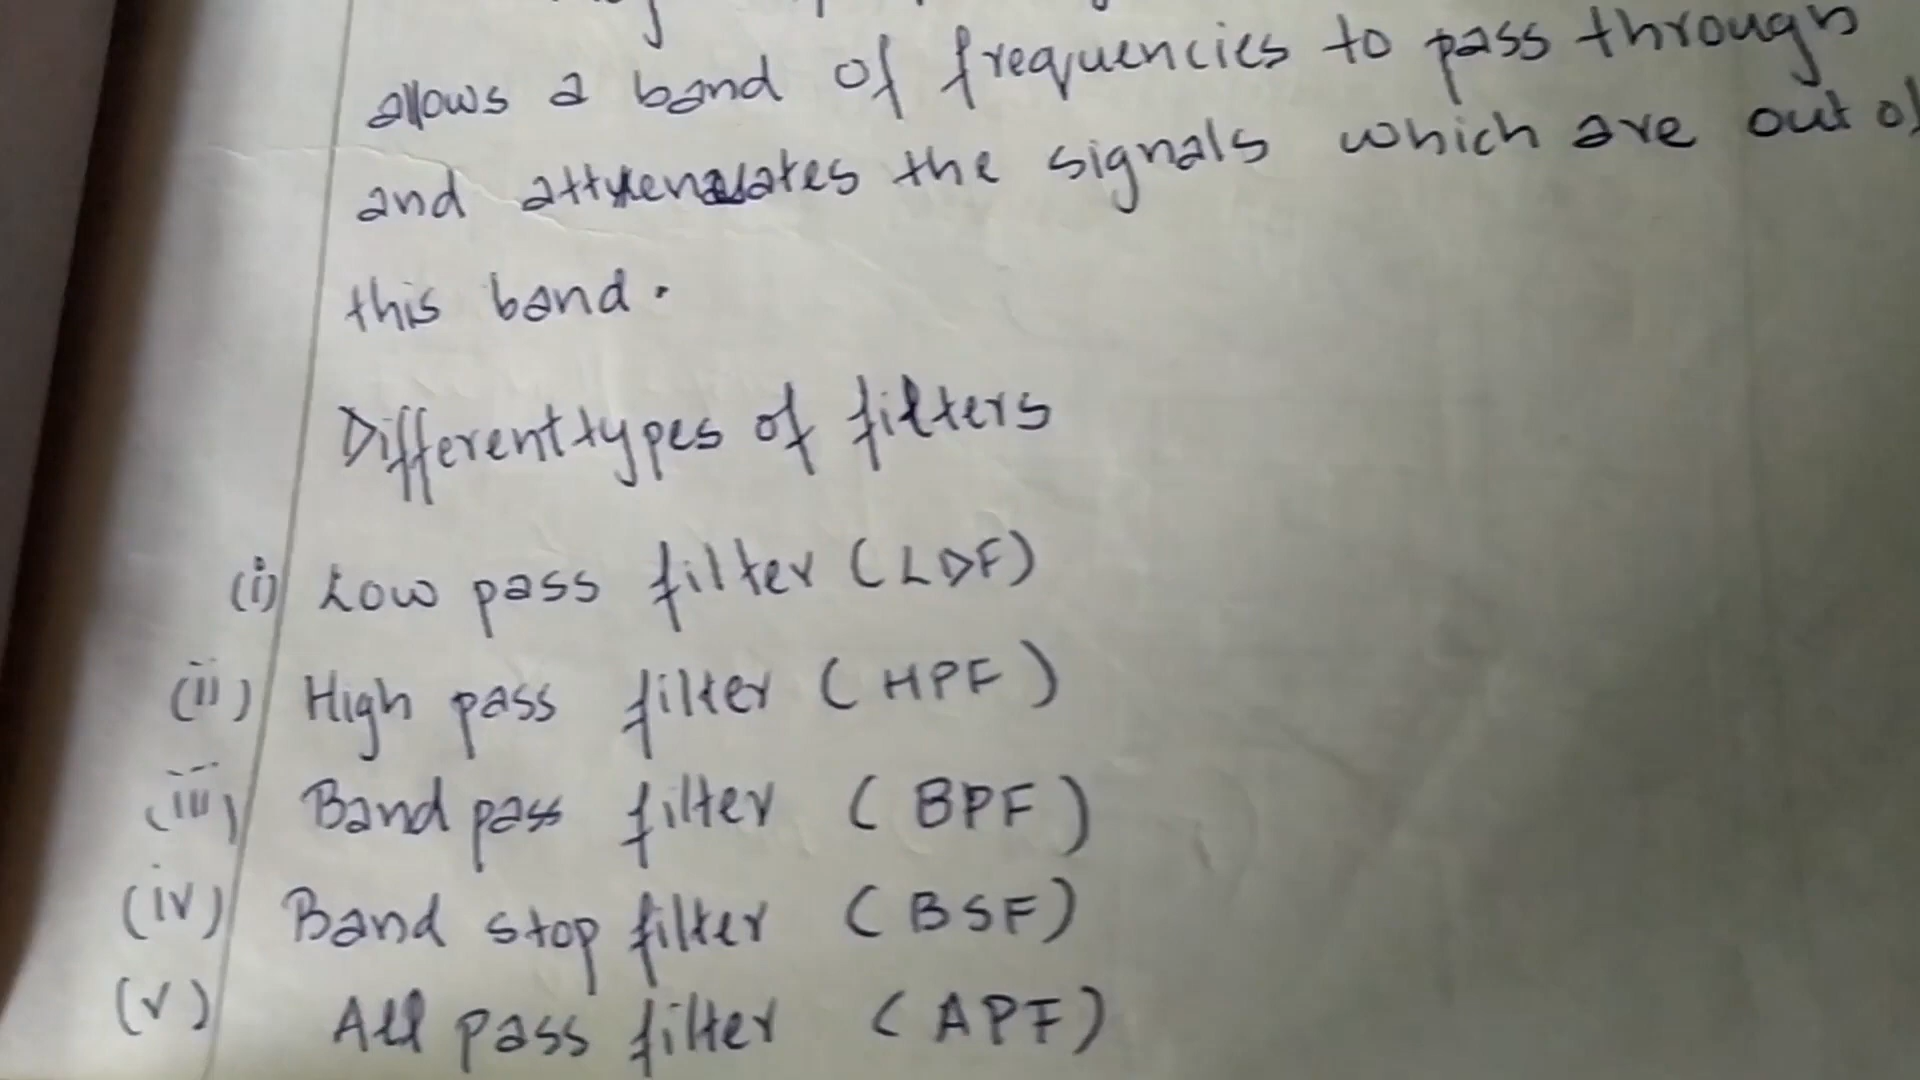 allows a band of frequencies to pass through
and attenuates the signals which are out of
this band.
Different types of filters
(i) Low pass filter (LDF)
(ii) High pass filter (HPF)
(iii) Band pass filter (BPF)
(iv) Band stop filter (BSF)
(v) All pass filter (APF)